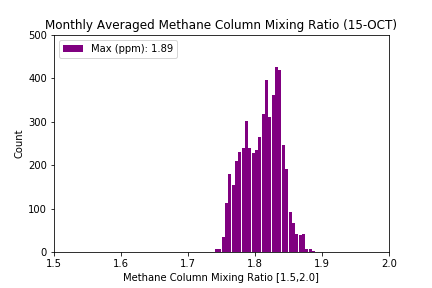 Monthly Averaged Methane Column Mixing Ratio (15-OCT)
Max (ppm): 1.89
500
400
300
200
100
0
Count
1.5 1.6 1.7 1.8 1.9 2.0
Methane Column Mixing Ratio [1.5,2.0]